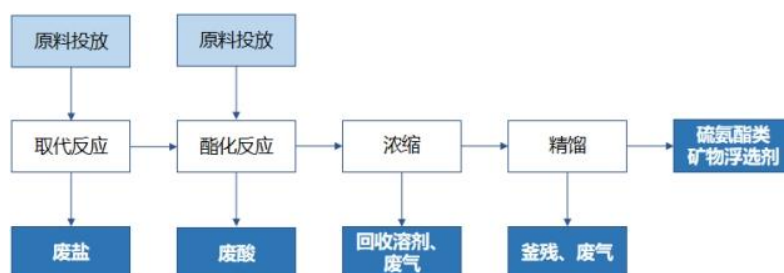 原料投放
原料投放
取代反应
酯化反应
浓缩
精馏
硫氨酯类
矿物浮选剂
废盐
废酸
回收溶剂、
废气
釜残、废气